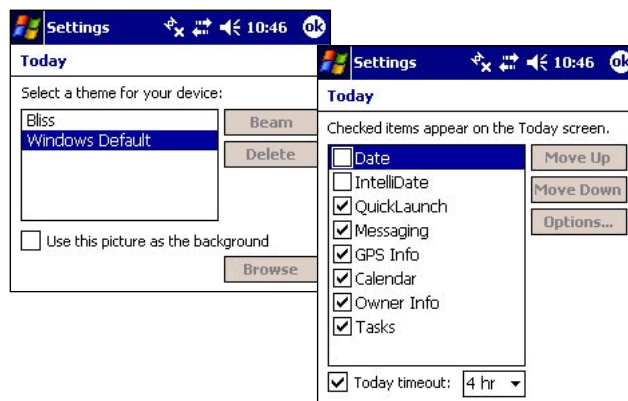 Settings 10:46 ok
Today
Select a theme for your device:
Bliss
Windows Default
Beam
Delete
Use this picture as the background
Browse
Settings 10:46 ok
Today
Checked items appear on the Today screen.
Date
IntelliDate
QuickLaunch
Messaging
GPS Info
Calendar
Owner Info
Tasks
Move Up
Move Down
Options...
Today timeout: 4 hr